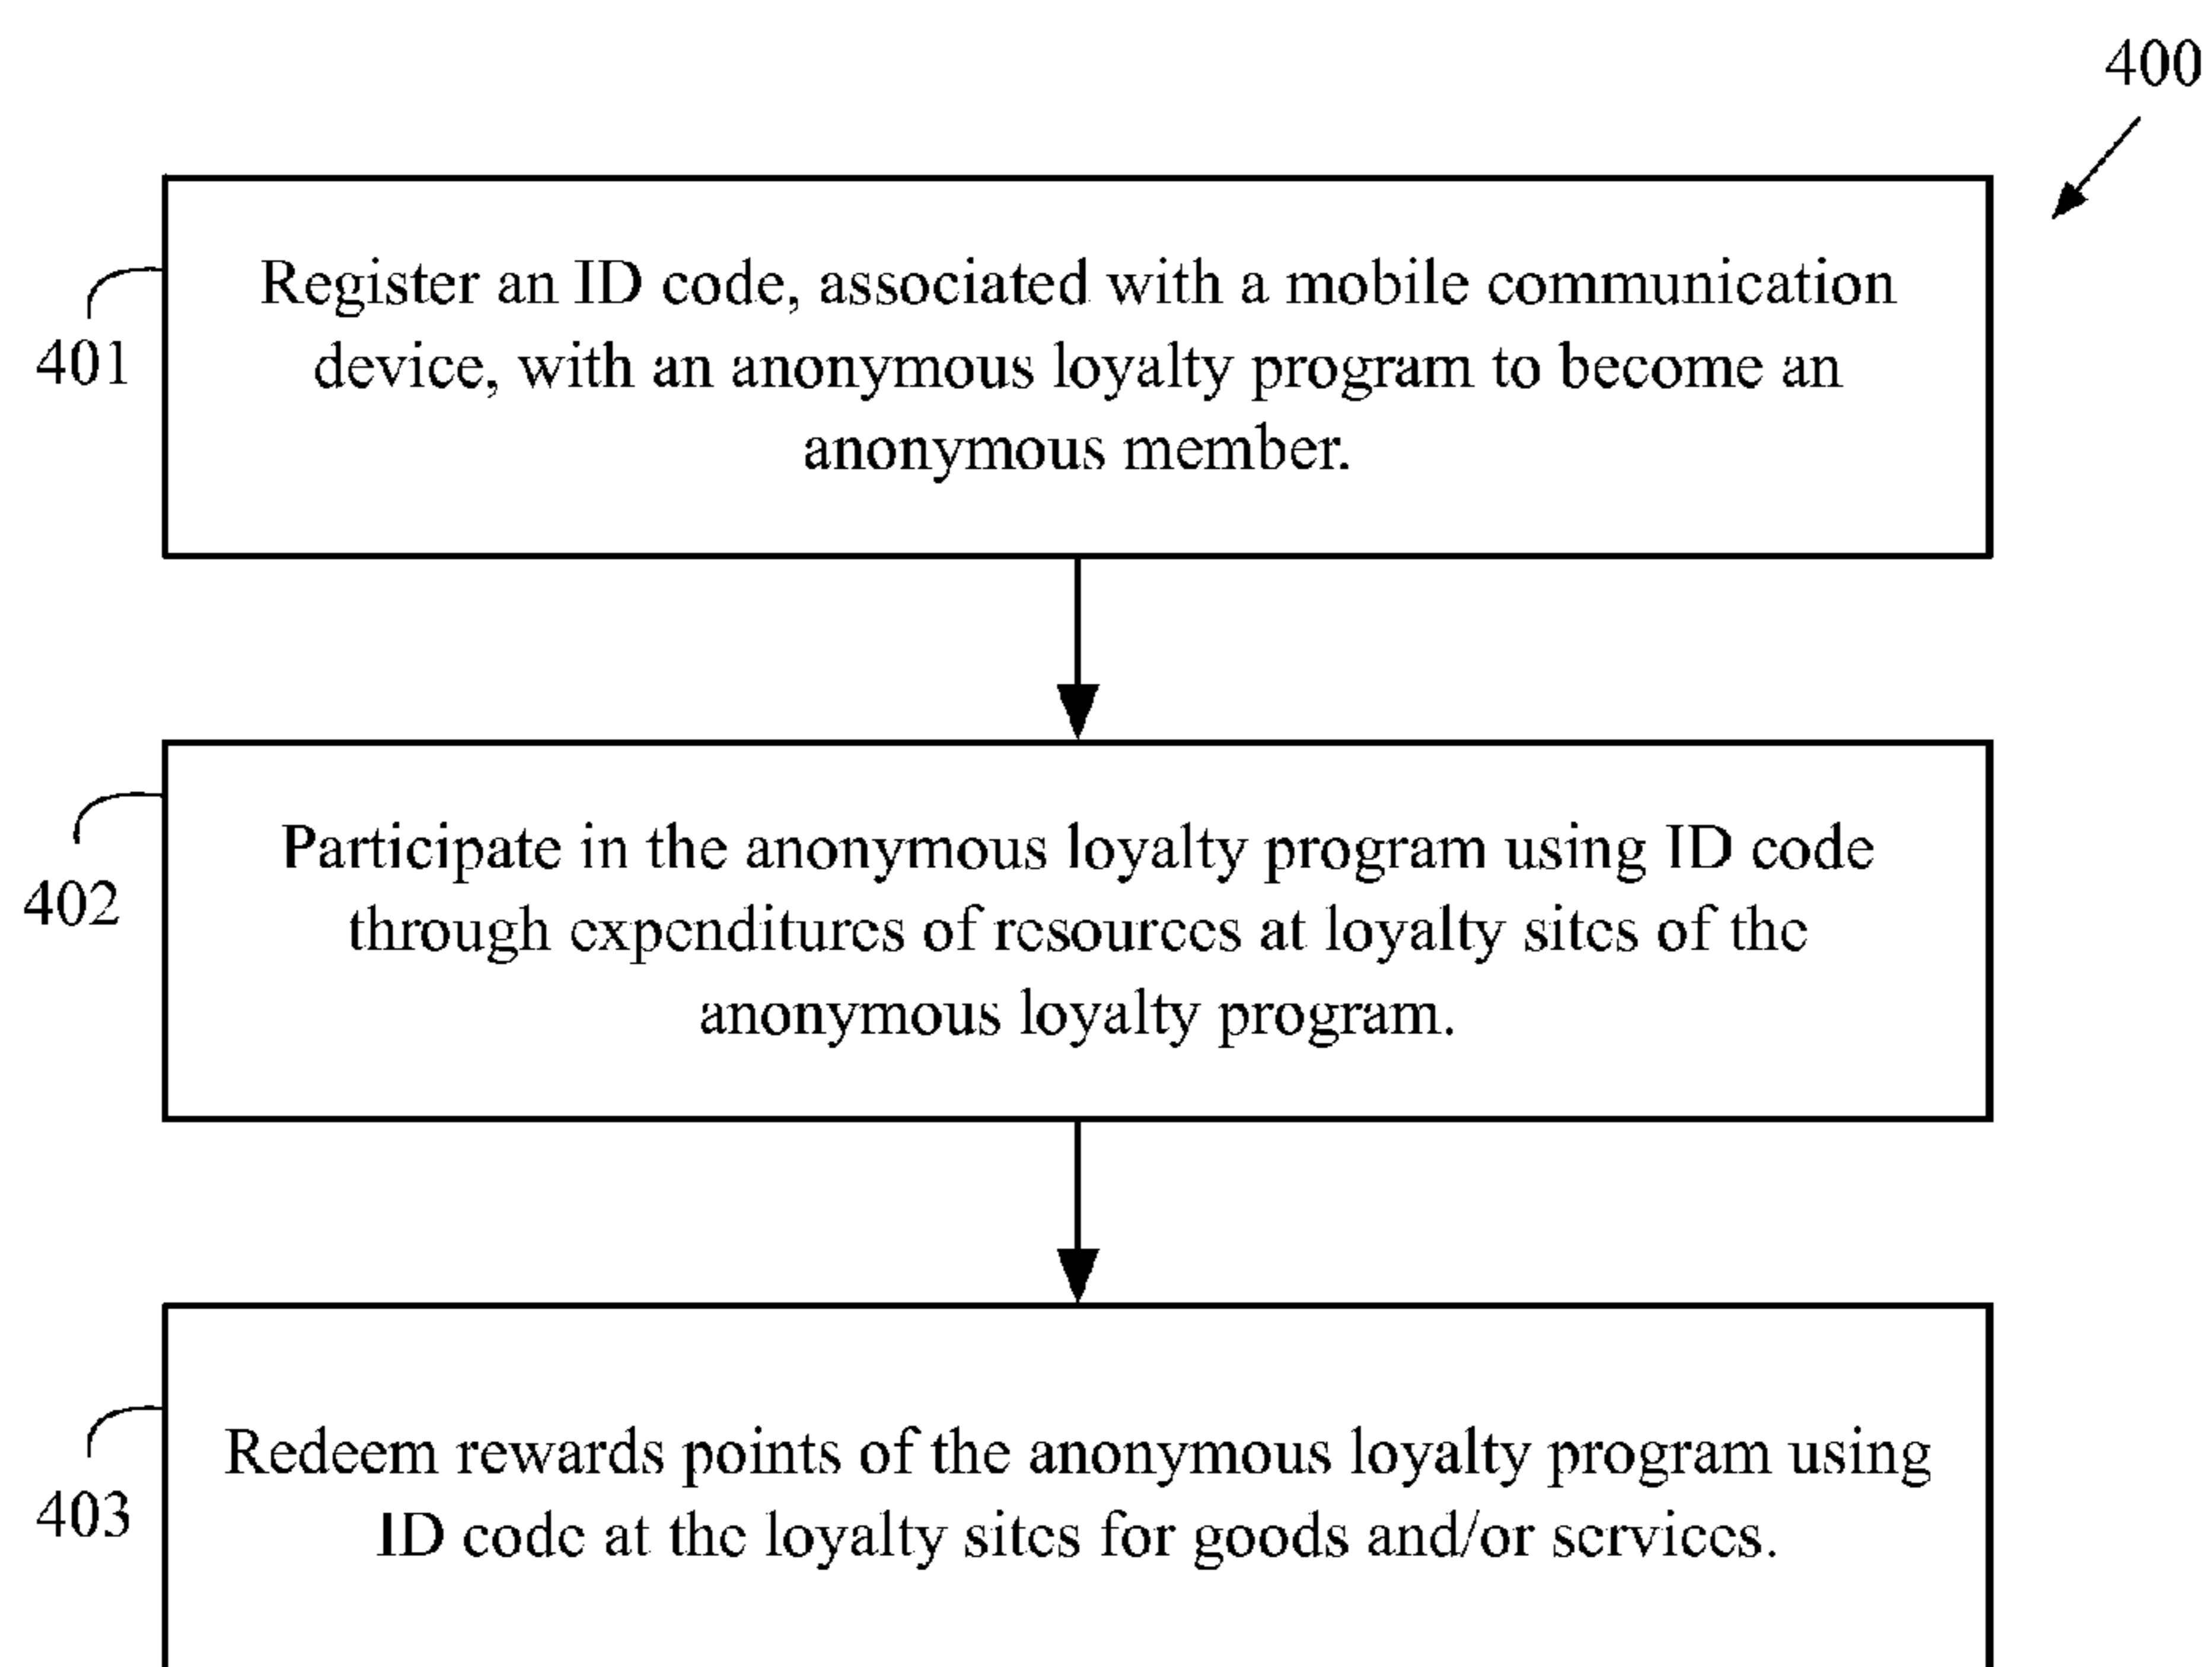 400
401
Register an ID code, associated with a mobile communication
device, with an anonymous loyalty program to become an
anonymous member.
402
Participate in the anonymous loyalty program using ID code
through expenditures of resources at loyalty sites of the
anonymous loyalty program.
403
Redeem rewards points of the anonymous loyalty program using
ID code at the loyalty sites for goods and/or services.